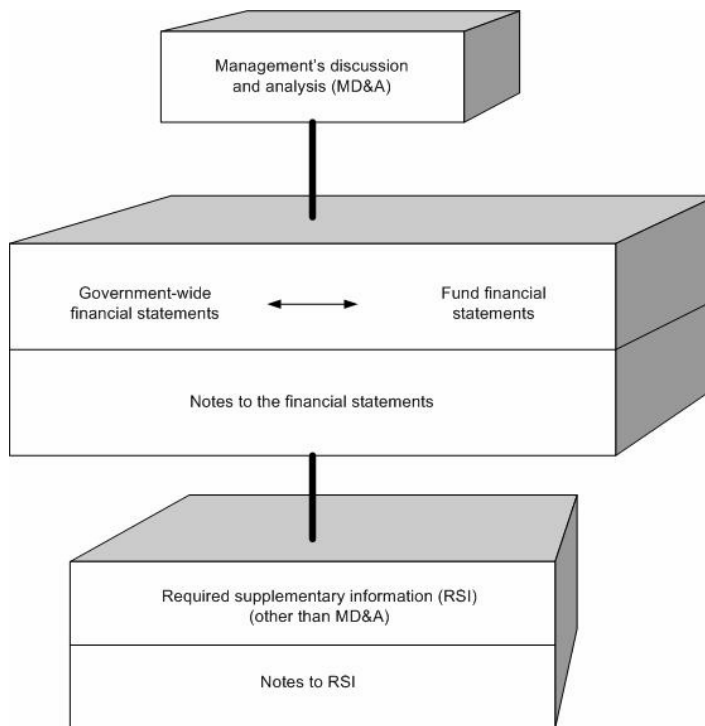 Management's discussion
and analysis (MD&A)
Government-wide
financial statements
Fund financial
statements
Notes to the financial statements
Required supplementary information (RSI)
(other than MD&A)
Notes to RSI